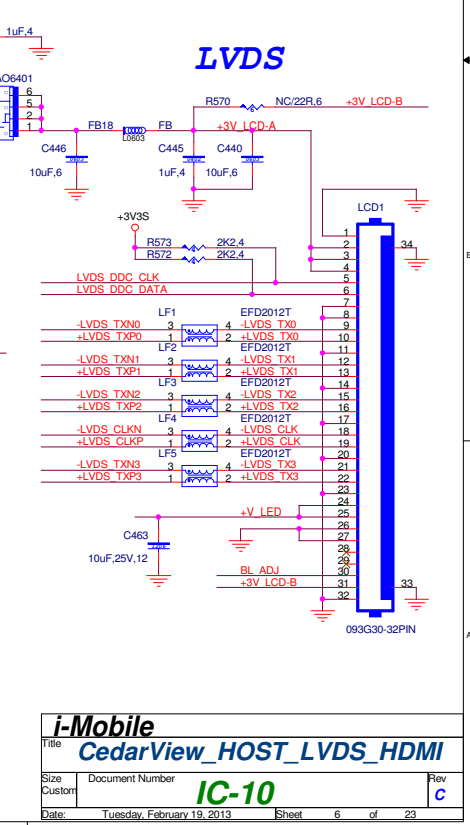 1uF,4
LVDS
AO6401
6
5
2
1
R570 NC/22R,6 +3V_LCD-B
FB18 FB +3V_LCD-A
L0603
C446 C445 C440
10uF,6 1uF,4 10uF,6
LCD1
+3V3S
1
R573 2K2,4 2 34
R572 2K2,4 3
4
LVDS_DDC_CLK 5
LVDS_DDC_DATA 6
7
LF1 EFD2012T 8
-LVDS_TXN0 3 4 -LVDS_TX0 9
+LVDS_TXP0 1 2 +LVDS_TX0 10
LF2 EFD2012T 11
-LVDS_TXN1 3 4 -LVDS_TX1 12
+LVDS_TXP1 1 2 +LVDS_TX1 13
LF3 EFD2012T 14
-LVDS_TXN2 3 4 -LVDS_TX2 15
+LVDS_TXP2 1 2 +LVDS_TX2 16
LF4 EFD2012T 17
-LVDS_CLKN 3 4 -LVDS_CLK 18
+LVDS_CLKP 1 2 +LVDS_CLK 19
LF5 EFD2012T 20
-LVDS_TXN3 3 4 -LVDS_TX3 21
+LVDS_TXP3 1 2 +LVDS_TX3 22
23
24
+V_LED 25
26
C463 27
28
10uF,25V,12 29
BL_ADJ 30
+3V_LCD-B 31 33
32
093G30-32PIN
i-Mobile
Title CedarView_HOST_LVDS_HDMI
Size Document Number Rev
Custom IC-10 C
Date: Tuesday, February 19, 2013 Sheet 6 of 23